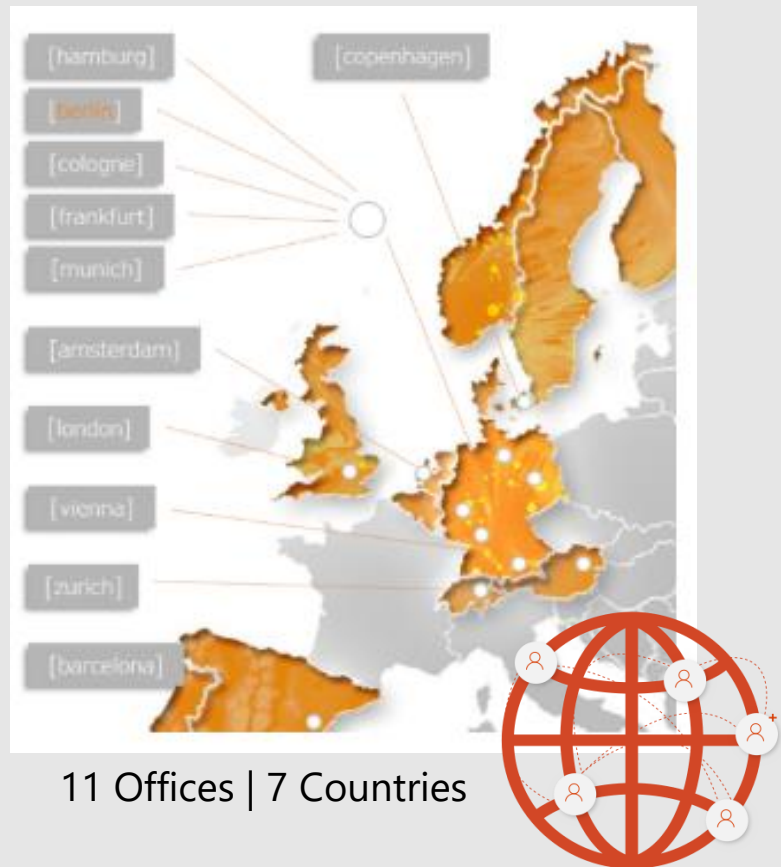 [hamburg]
[copenhagen]
[berlin]
[cologne]
[frankfurt]
[munich]
[amsterdam]
[london]
[vienna]
[zurich]
[barcelona]
11 Offices | 7 Countries